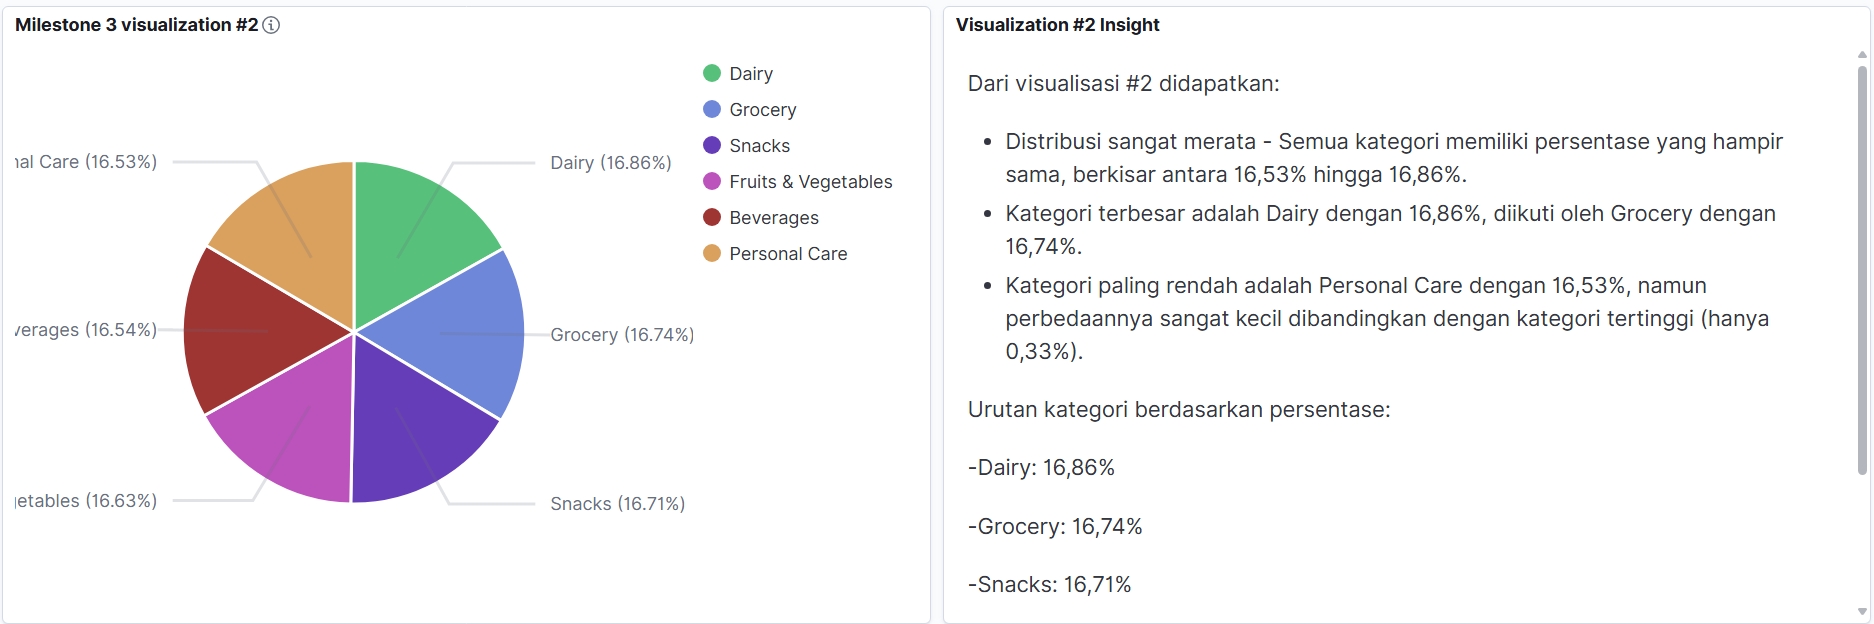 Milestone 3 visualization #2
Dairy
Grocery
Snacks
Fruits & Vegetables
Beverages
Personal Care
Care (16.53%)
Dairy (16.86%)
(16.54%)
Grocery (16.74%)
(16.63%)
Snacks (16.71%)
Visualization #2 Insight
Dari visualisasi #2 didapatkan:
• Distribusi sangat merata - Semua kategori memiliki persentase yang hampir
sama, berkisar antara 16,53% hingga 16,86%.
• Kategori terbesar adalah Dairy dengan 16,86%, diikuti oleh Grocery dengan
16,74%.
• Kategori paling rendah adalah Personal Care dengan 16,53%, namun
perbedaannya sangat kecil dibandingkan dengan kategori tertinggi (hanya
0,33%).
Urutan kategori berdasarkan persentase:
-Dairy: 16,86%
-Grocery: 16,74%
-Snacks: 16,71%